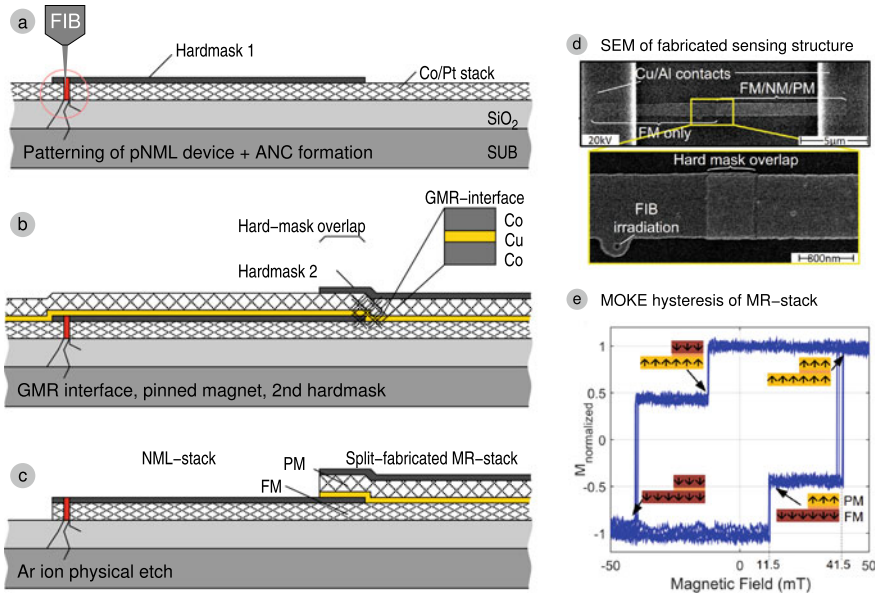 a
FIB
Hardmask 1
Co/Pt stack
SiO2
Patterning of pNML device + ANC formation
SUB
b
Hard-mask overlap
GMR-interface
Co
Cu
Co
Hardmask 2
GMR interface, pinned magnet, 2nd hardmask
c
NML-stack
PM
FM
Split-fabricated MR-stack
Ar ion physical etch
d
SEM of fabricated sensing structure
Cu/Al contacts
FM/NM/PM
FM only
20kV
5µm
Hard mask overlap
FIB
irradiation
600nm
e
MOKE hysteresis of MR-stack
Mnormalized
1
0.5
0
-0.5
-1
PM
FM
-50
0
11.5
41.5
50
Magnetic Field (mT)